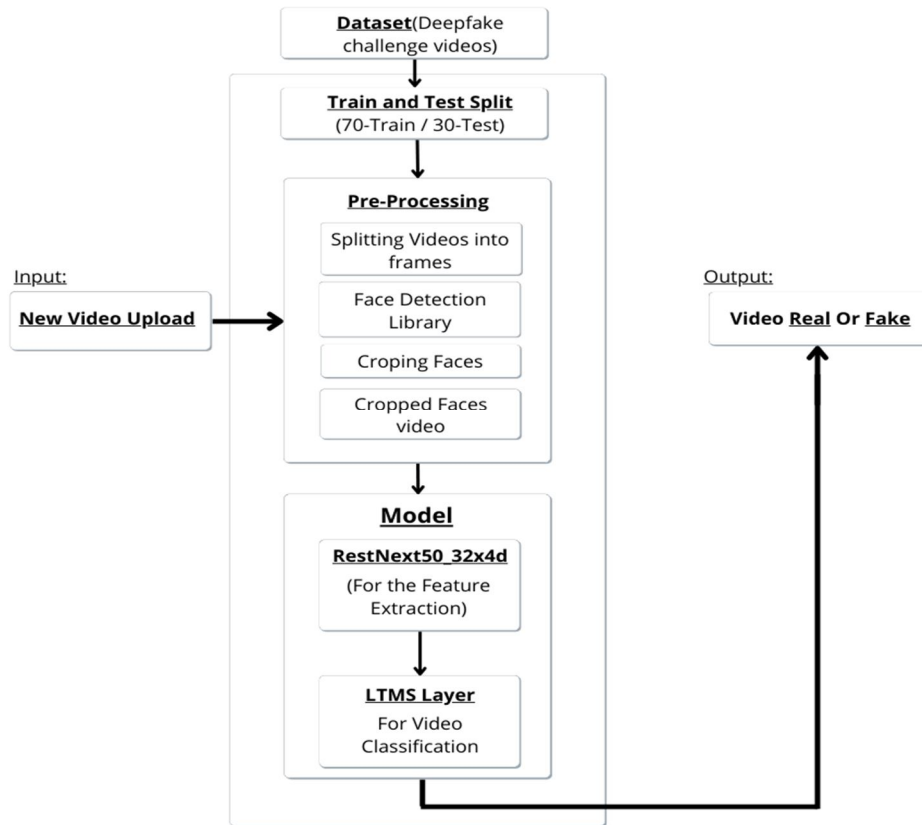 Dataset(Deepfake
challenge videos)
Train and Test Split
(70-Train / 30-Test)
Pre-Processing
Splitting Videos into
frames
Face Detection
Library
Croping Faces
Cropped Faces
video
Input:
New Video Upload
Output:
Video Real Or Fake
Model
RestNext50_32x4d
(For the Feature
Extraction)
LTMS Layer
For Video
Classification